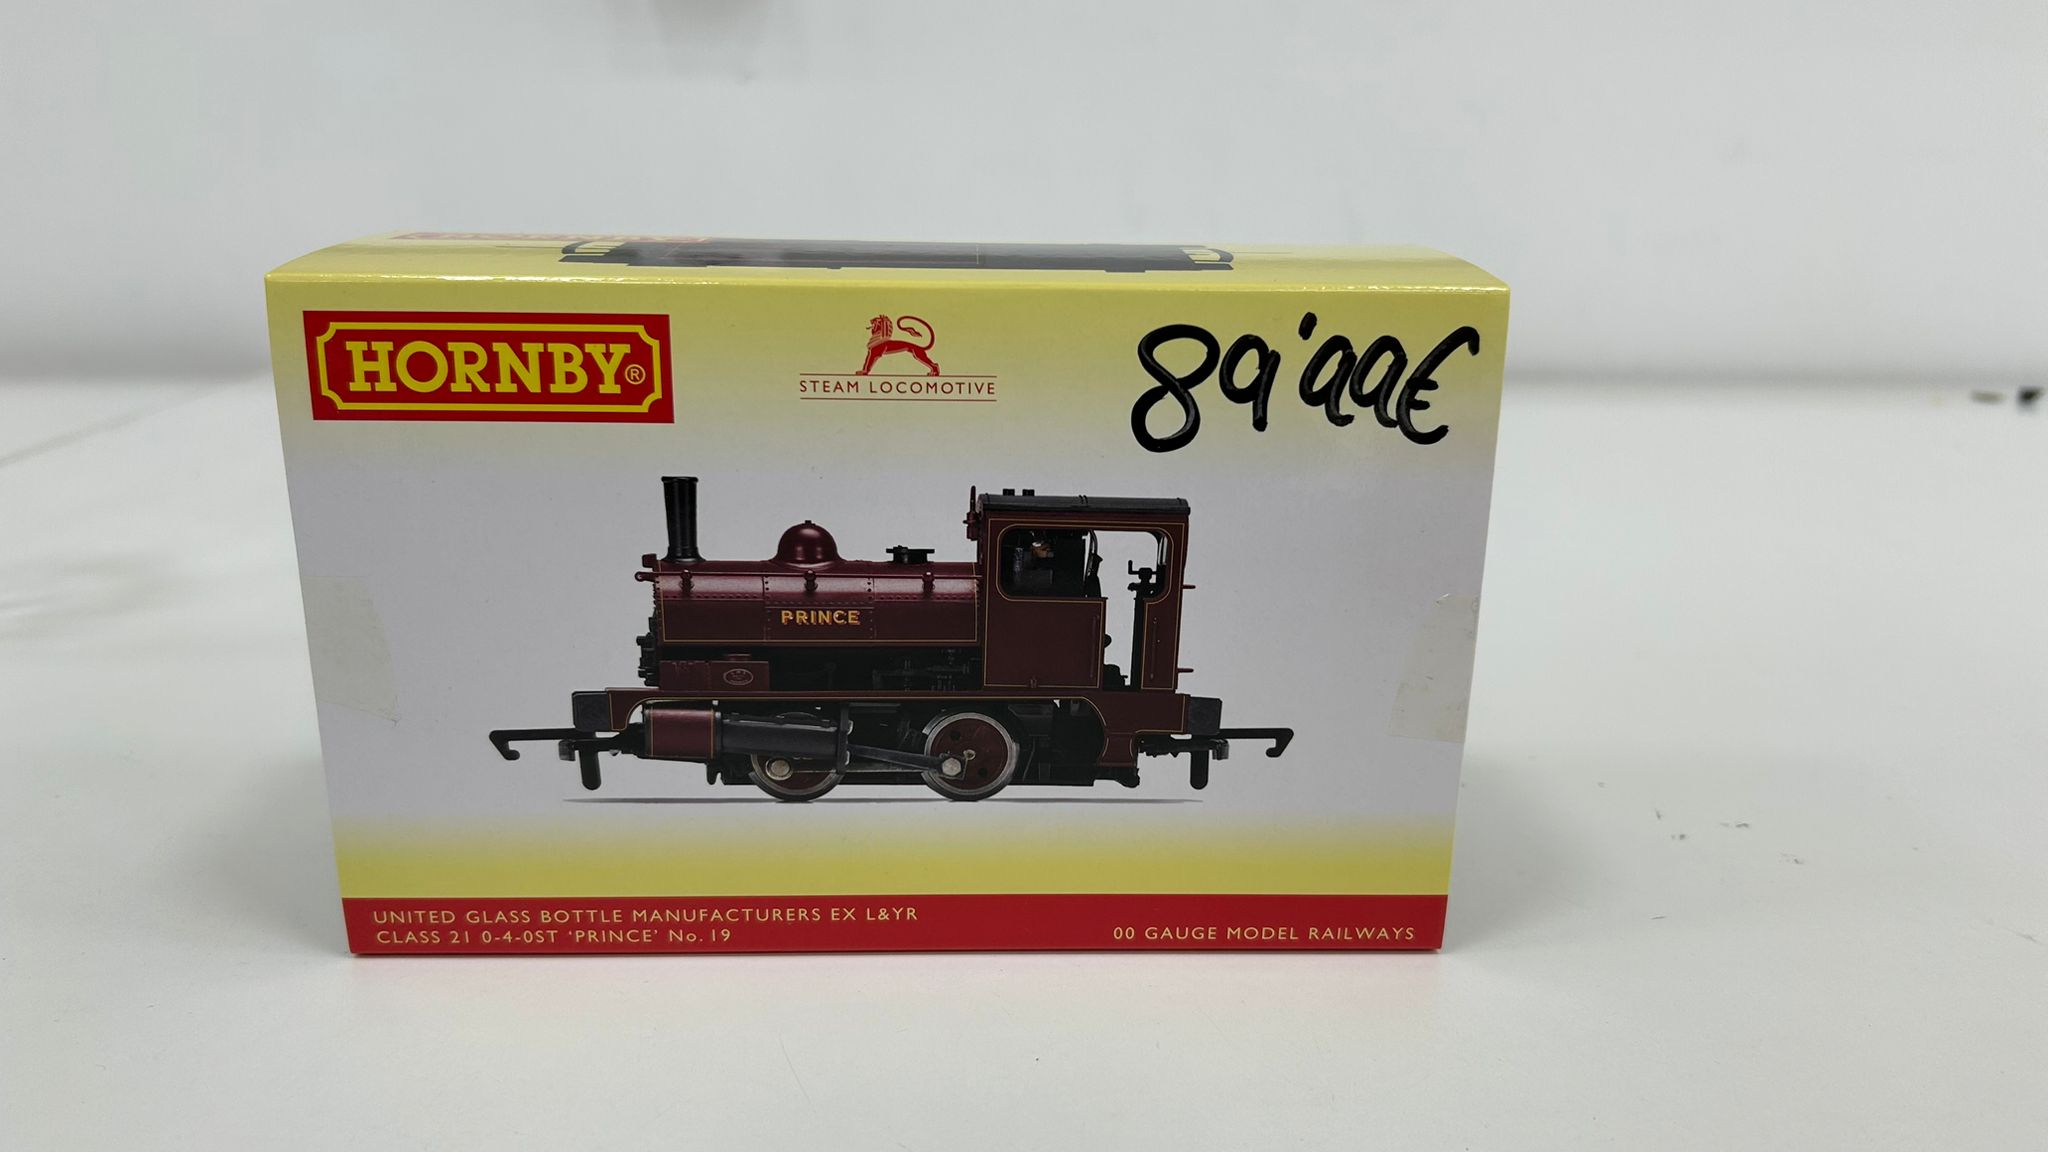 HORNBY®
STEAM LOCOMOTIVE
89'99€
PRINCE
UNITED GLASS BOTTLE MANUFACTURERS EX L&YR
CLASS 21 0-4-0ST 'PRINCE' No. 19
00 GAUGE MODEL RAILWAYS